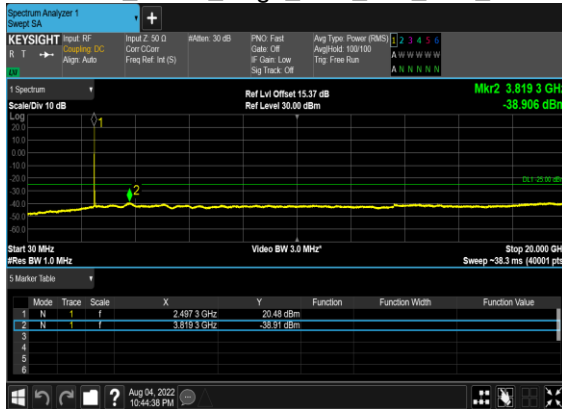 Spectrum Analyzer 1
Swept SA
+
KEYSIGHT Input: RF Input Z: 50 Ω #Atten: 30 dB PNO: Fast Avg Type: Power (RMS) 1 2 3 4 5 6
R T Coupling: DC Corr CCorr Gate: Off Avg|Hold: 100/100 A W W W W W
Align: Auto Freq Ref: Int (S) IF Gain: Low Trig: Free Run
Sig Track: Off A N N N N N
LXI
1 Spectrum Ref Lvl Offset 15.37 dB Mkr2 3.819 3 GHz
Scale/Div 10 dB Ref Level 30.00 dBm -38.906 dBm
Log
20.0
10.0
0.00
-10.0
-20.0
-30.0
-40.0
-50.0
-60.0
1
2
DL1 -25.00 dBm
Start 30 MHz Video BW 3.0 MHz* Stop 20.000 GH
#Res BW 1.0 MHz Sweep ~38.3 ms (40001 pts
5 Marker Table
Mode Trace Scale X Y Function Function Width Function Value
1 N 1 f 2.497 3 GHz 20.48 dBm
2 N 1 f 3.819 3 GHz -38.91 dBm
3
4
5
6
? Aug 04, 2022
10:44:38 PM